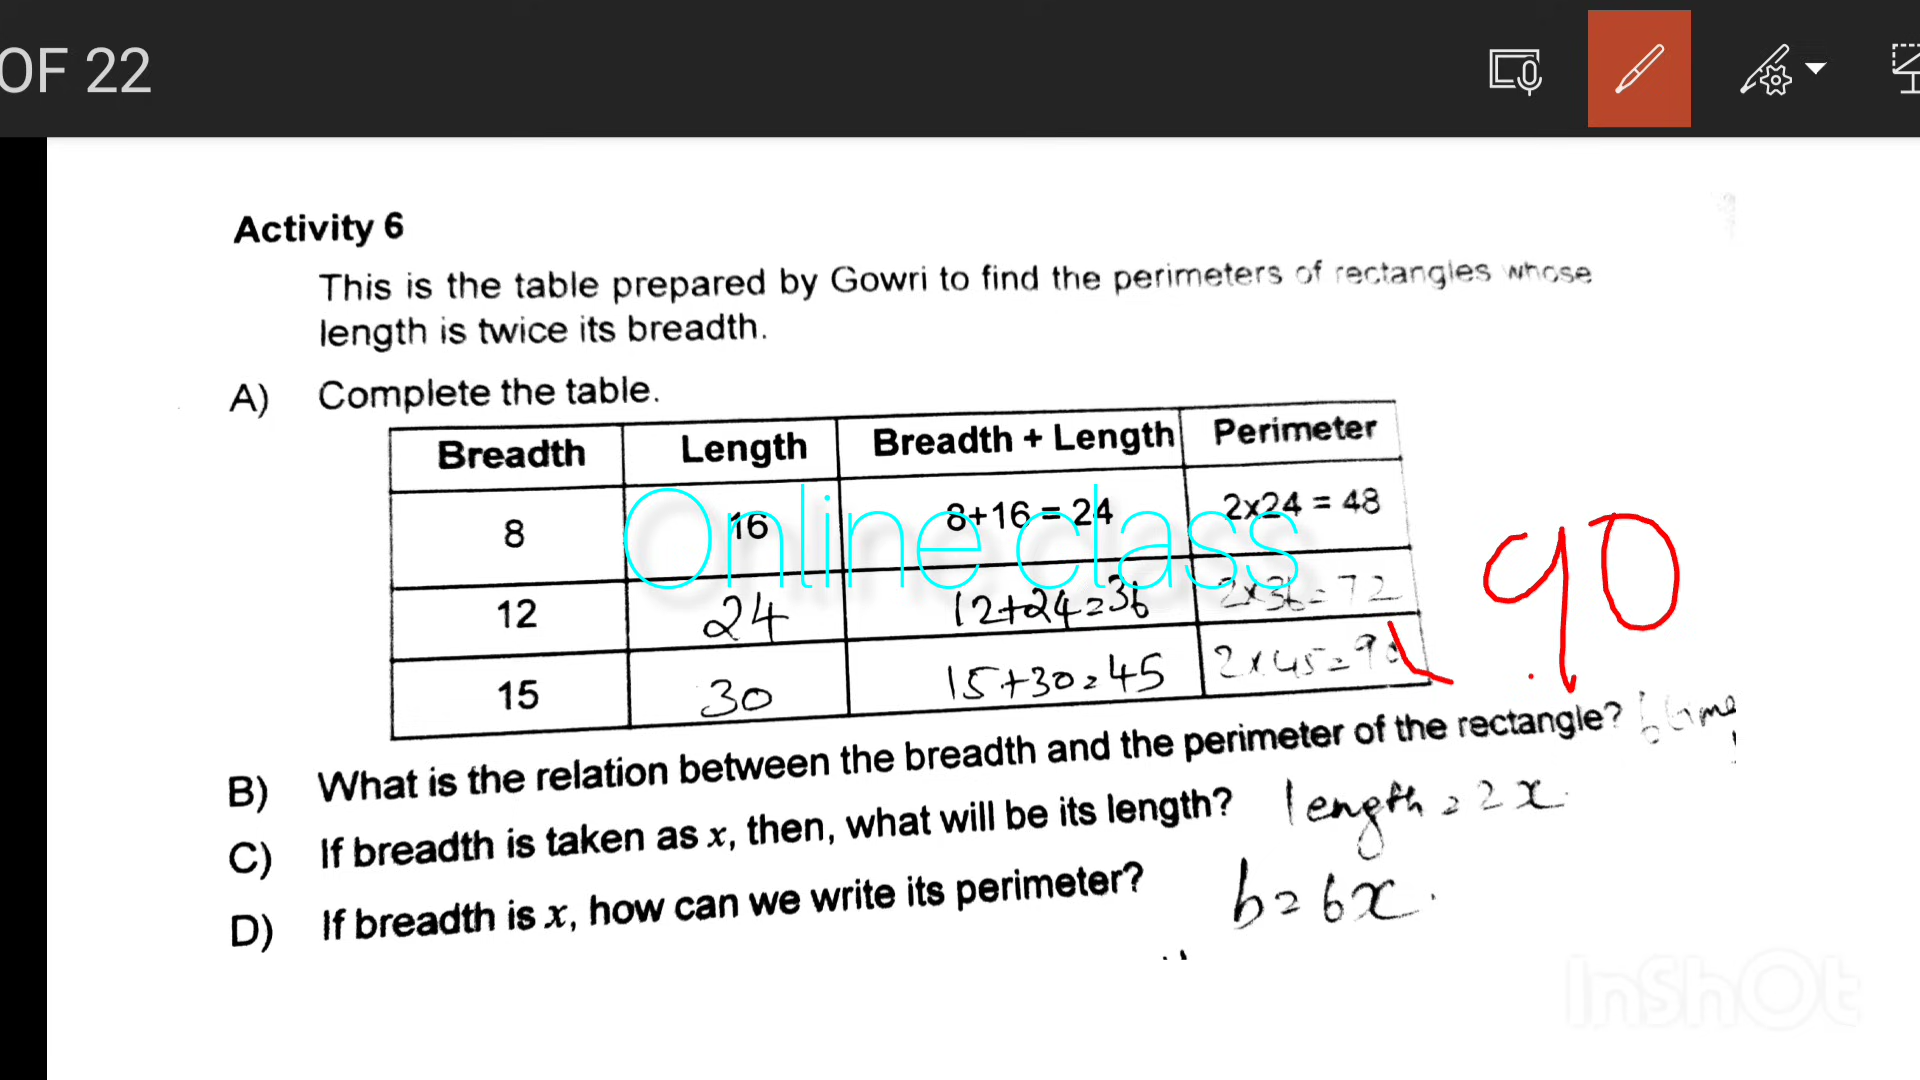 OF 22
Activity 6
This is the table prepared by Gowri to find the perimeters of rectangles whose
length is twice its breadth.
A) Complete the table.
Breadth Length Breadth + Length Perimeter
8 16 8+16 = 24 2x24 = 48
Online class
12 24 12+24=36 2x36=72
15 30 15+30=45 2x45=90
90
B) What is the relation between the breadth and the perimeter of the rectangle?
C) If breadth is taken as x, then, what will be its length? length = 2x
D) If breadth is x, how can we write its perimeter? b=6x.
InShOt